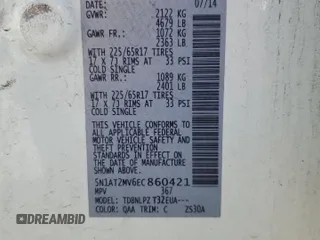 DATE: 07/14
GVWR: 2122 KG
4679 LB
GAWR FR.: 1072 KG
2363 LB
WITH 225/65R17 TIRES
17 X 7J RIMS AT 33 PSI
COLD SINGLE
GAWR RR.: 1089 KG
2401 LB
WITH 225/65R17 TIRES
17 X 7J RIMS AT 33 PSI
COLD SINGLE
THIS VEHICLE CONFORMS TO ALL
APPLICABLE FEDERAL MOTOR
VEHICLE SAFETY AND THEFT
PREVENTION STANDARDS IN
EFFECT ON THE DATE OF
MANUFACTURE SHOWN ABOVE.
5N1AT2MV6EC860421
MPV 367
MODEL: TDBNLPZ T32EUA---
COLOR: QAA TRIM: C ZS30A